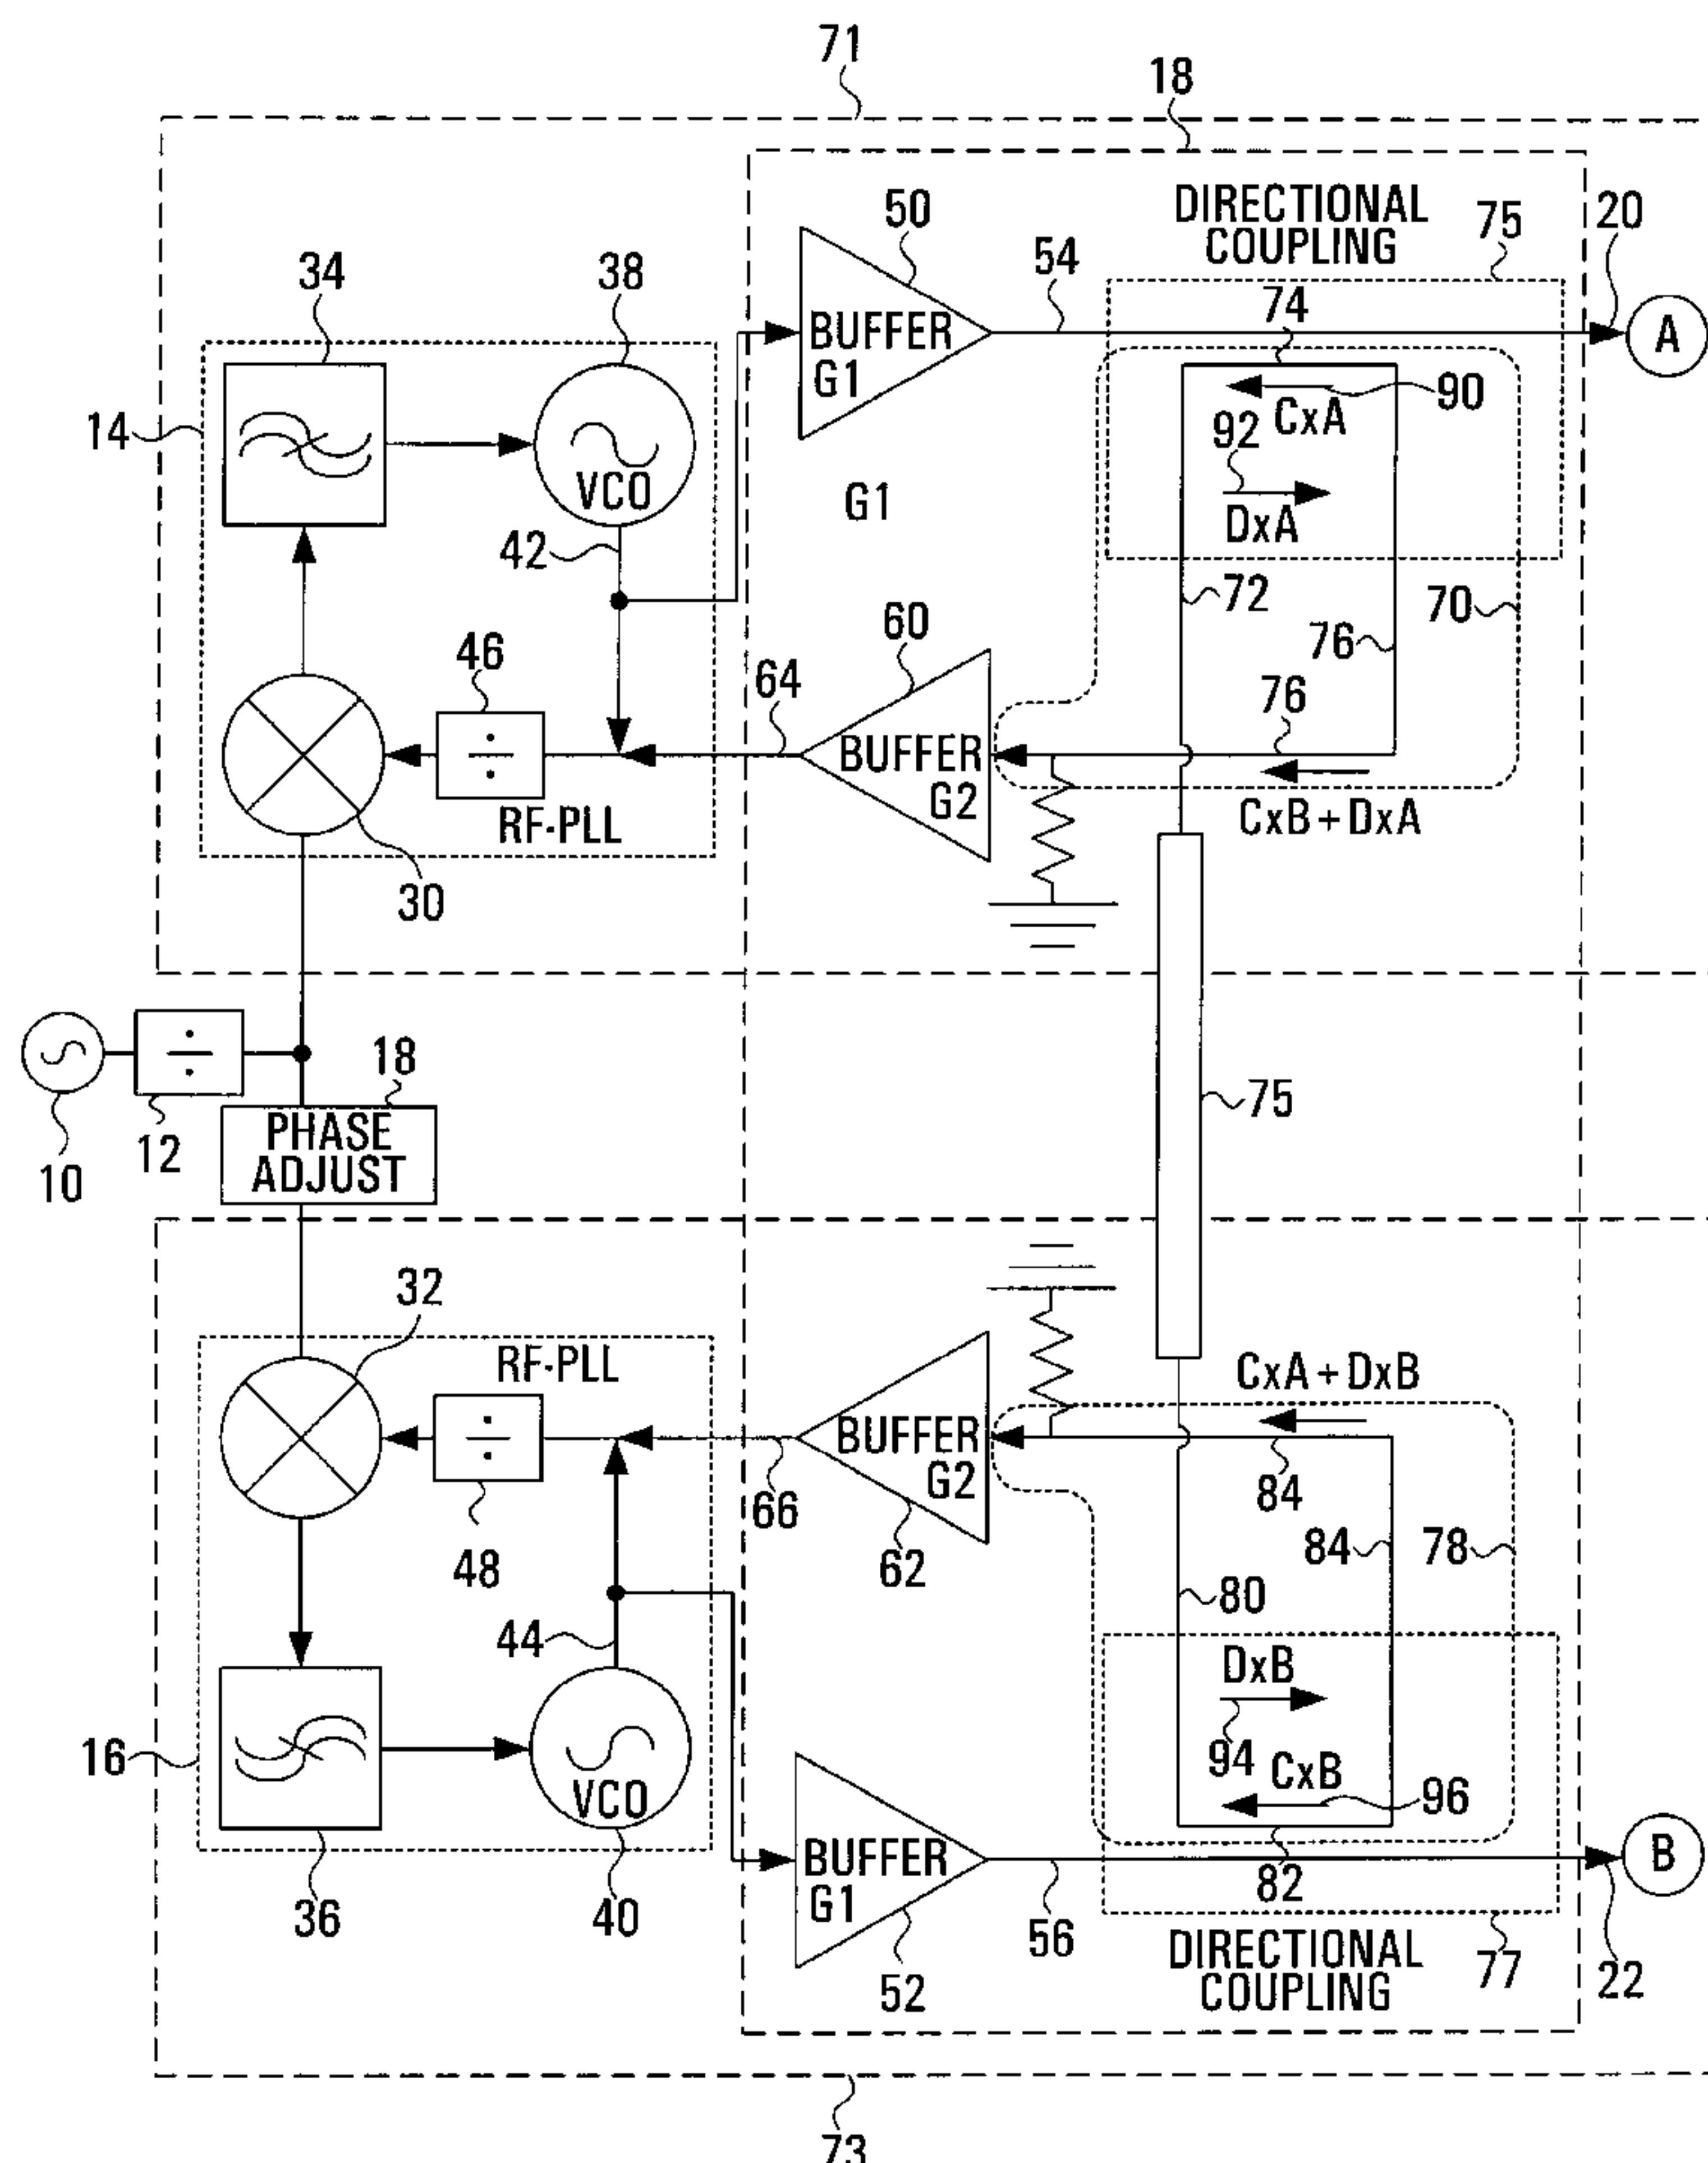 71
18
50
DIRECTIONAL
COUPLING
75
20
54
34
38
74
BUFFER
G1
A
14
90
CxA
92
VCO
G1
DxA
42
72
60
70
76
46
64
76
BUFFER
G2
RF-PLL
CxB + DxA
30
18
75
PHASE
ADJUST
12
10
32
RF-PLL
CxA + DxB
BUFFER
G2
84
66
84
78
48
62
80
44
DxB
16
94
CxB
96
VCO
BUFFER
G1
B
82
36
40
56
DIRECTIONAL
COUPLING
77
22
52
73